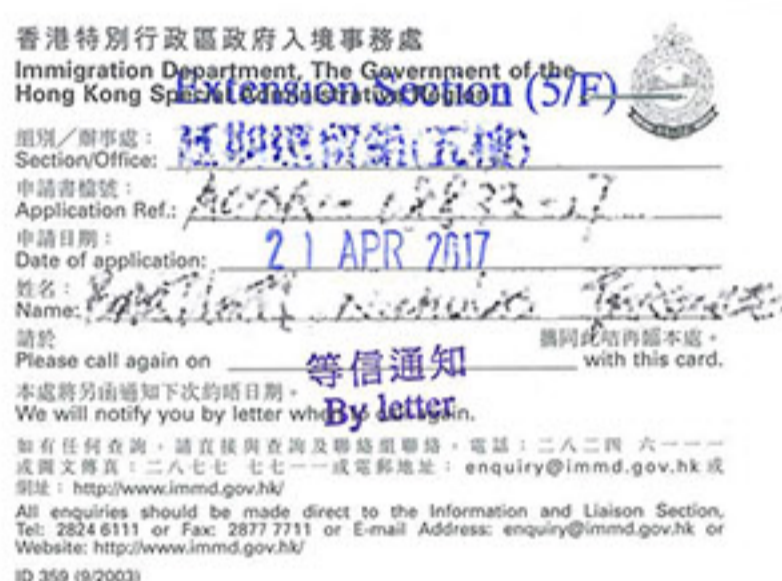 香港特別行政區政府入境事務處
Immigration Department, The Government of the
Hong Kong Special Administrative Region
Extension Section (5/F)
組別／辦事處：
Section/Office: 延期逗留組(五樓)
申請書檔號：
Application Ref.:
申請日期：
Date of application: 21 APR 2017
姓名：
Name:
請於 攜同此咭再臨本處。
Please call again on with this card.
等信通知
By letter
本處將另函通知下次約晤日期。
We will notify you by letter when to call again.
如有任何查詢，請直接與查詢及聯絡組聯絡，電話：二八二四 六一一一
或圖文傳真：二八七七 七七一一或電郵地址：enquiry@immd.gov.hk 或
網址：http://www.immd.gov.hk/
All enquiries should be made direct to the Information and Liaison Section,
Tel: 2824 6111 or Fax: 2877 7711 or E-mail Address: enquiry@immd.gov.hk or
Website: http://www.immd.gov.hk/
ID 359 (9/2003)